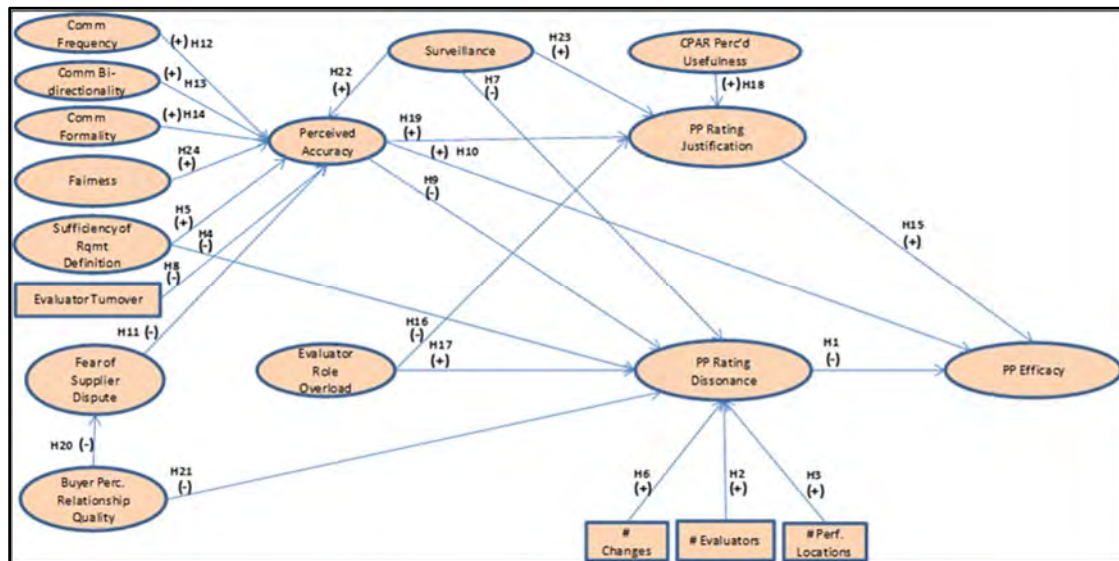 Comm
Frequency
(+) H12
Comm Bi-
directionality
(+)
H13
Comm
Formality
(+) H14
Fairness
H24
(+)
Sufficiency of
Rqmt
Definition
H5
(+)
H4
(-)
Evaluator Turnover
H8
(-)
H11 (-)
Fear of
Supplier
Dispute
H20 (-)
Buyer Perc.
Relationship
Quality
H21
(-)
Surveillance
H22
(+)
H7
(-)
H23
(+)
CPAR Perc'd
Usefulness
(+) H18
Perceived
Accuracy
H19
(+)
(+) H10
H9
(-)
PP Rating
Justification
H15
(+)
Evaluator
Role
Overload
H16
(-)
H17
(+)
PP Rating
Dissonance
H1
(-)
PP Efficacy
H6
(+)
H2
(+)
H3
(+)
#
Changes
# Evaluators
# Perf.
Locations